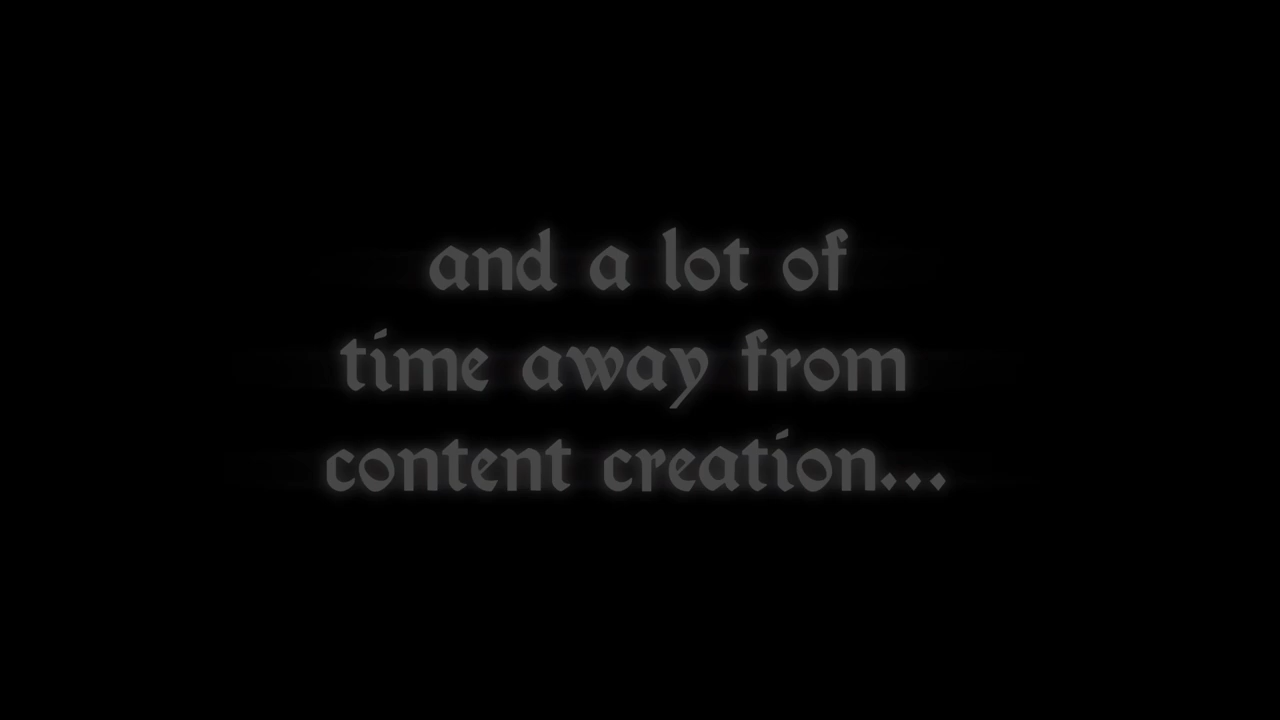 and a lot of
time away from
content creation...